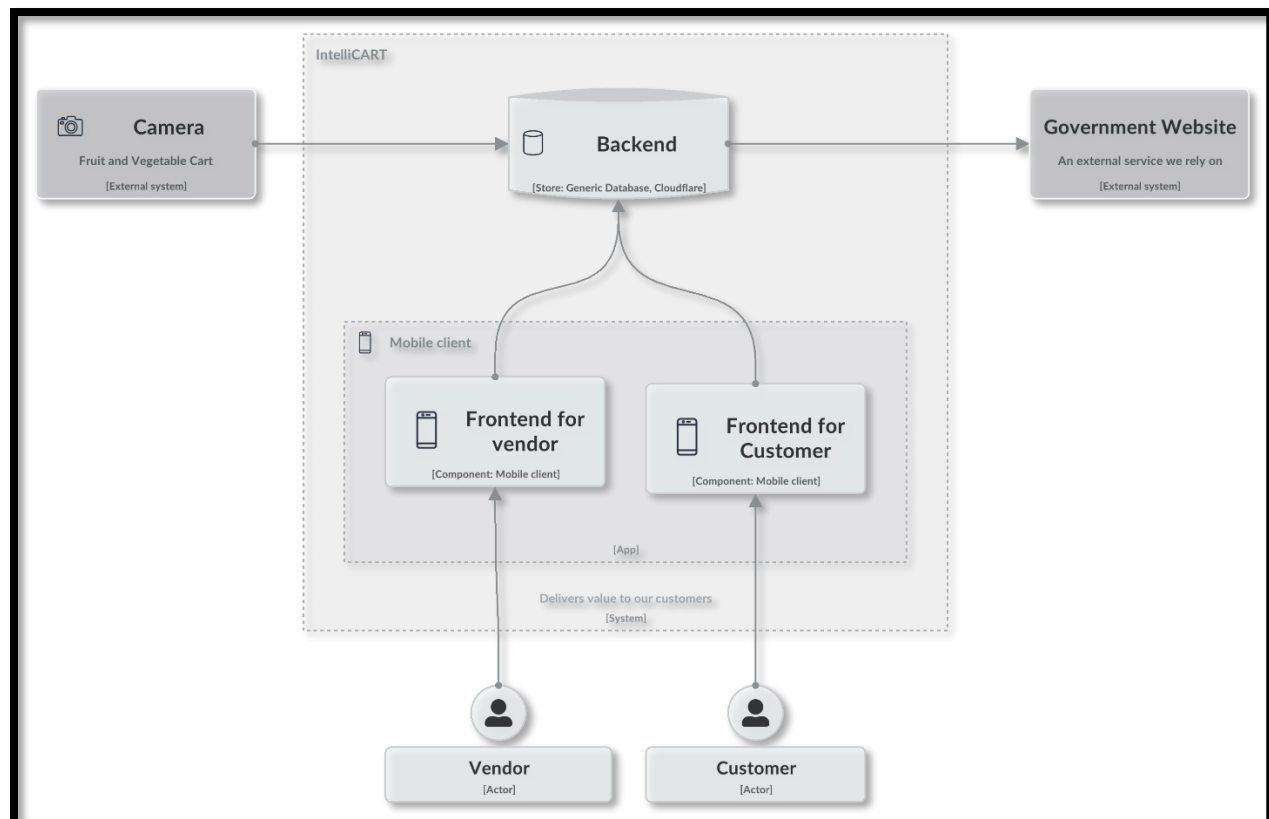 IntelliCART
Camera
Fruit and Vegetable Cart
[External system]
Backend
[Store: Generic Database, Cloudflare]
Government Website
An external service we rely on
[External system]
Mobile client
Frontend for
vendor
[Component: Mobile client]
Frontend for
Customer
[Component: Mobile client]
[App]
Delivers value to our customers
[System]
Vendor
[Actor]
Customer
[Actor]